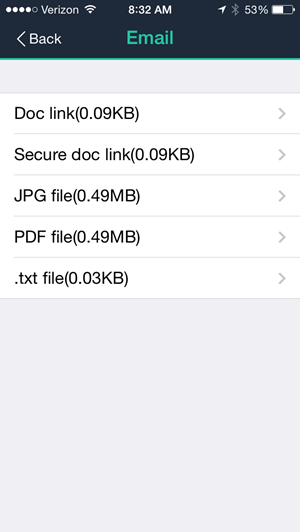 Verizon 8:32 AM 53%
Back Email
Doc link(0.09KB)
Secure doc link(0.09KB)
JPG file(0.49MB)
PDF file(0.49MB)
.txt file(0.03KB)